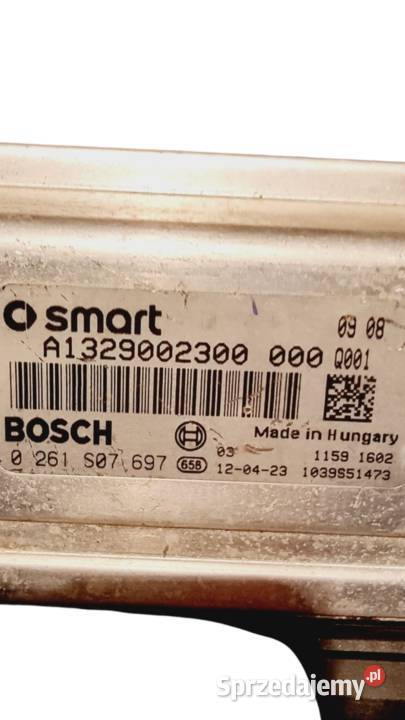 smart 09 08
A1329002300 000 Q001
BOSCH Made in Hungary
03 1159 1602
0 261 S07 697 658 12-04-23 1039S51473
Sprzedajemy.pl